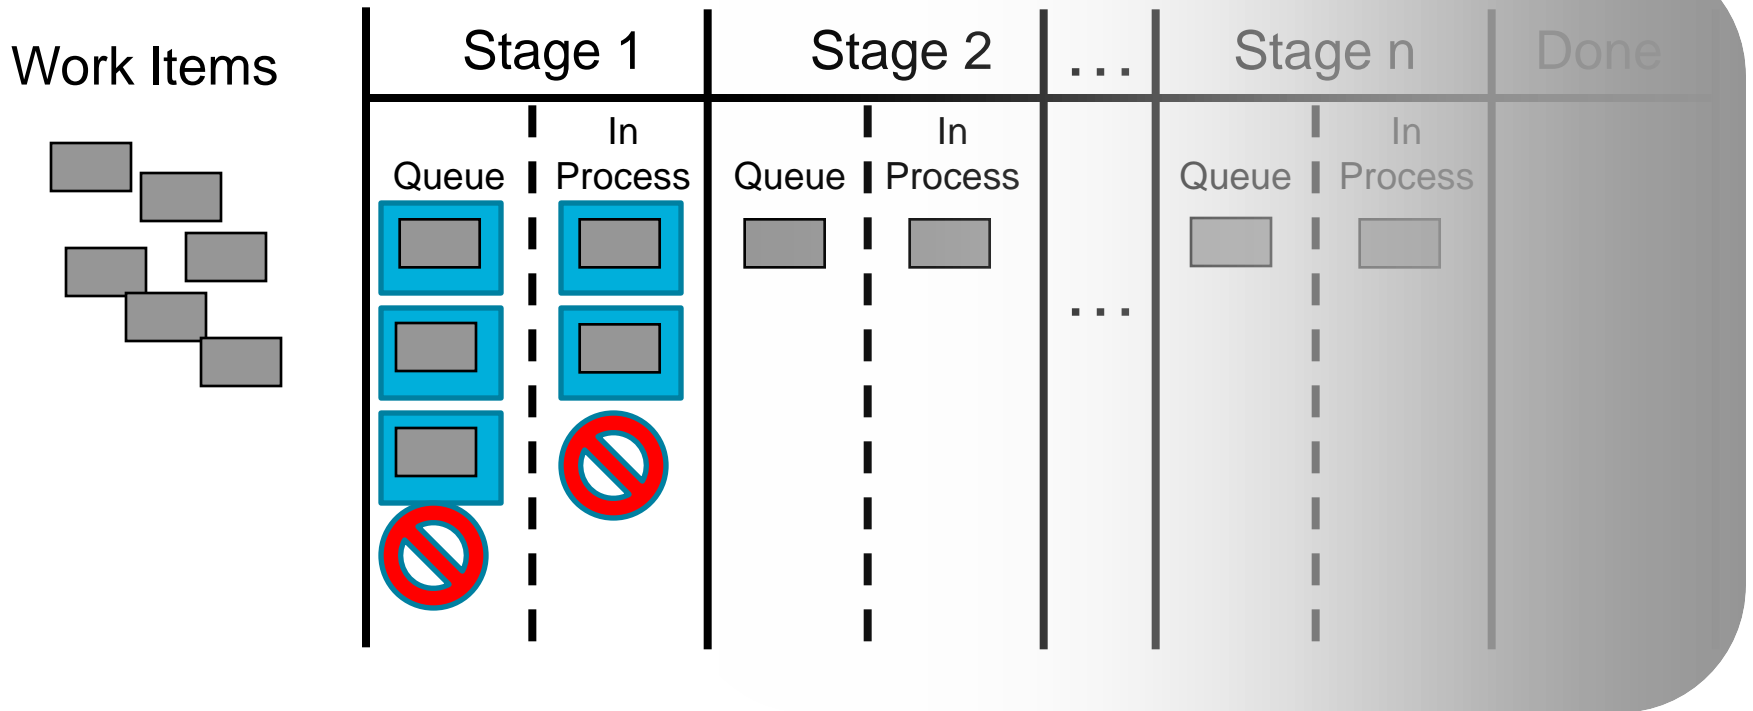 Work Items
Stage 1
Stage 2
...
Stage n
Done
Queue
In
Process
Queue
In
Process
...
Queue
In
Process